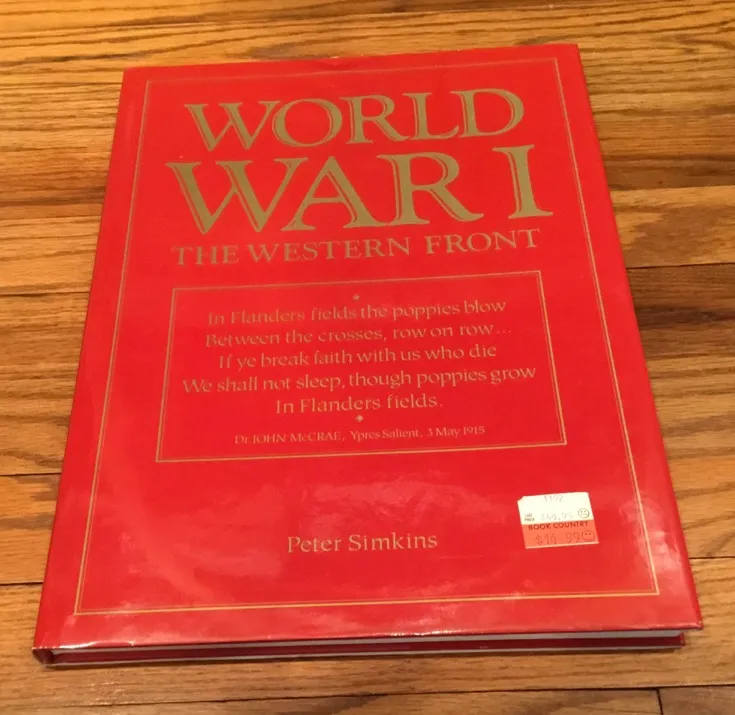 WORLD
WAR I
THE WESTERN FRONT
In Flanders fields the poppies blow
Between the crosses, row on row...
If ye break faith with us who die
We shall not sleep, though poppies grow
In Flanders fields.
Dr JOHN McCRAE, Ypres Salient, 3 May 1915
Peter Simkins
BOOK COUNTRY